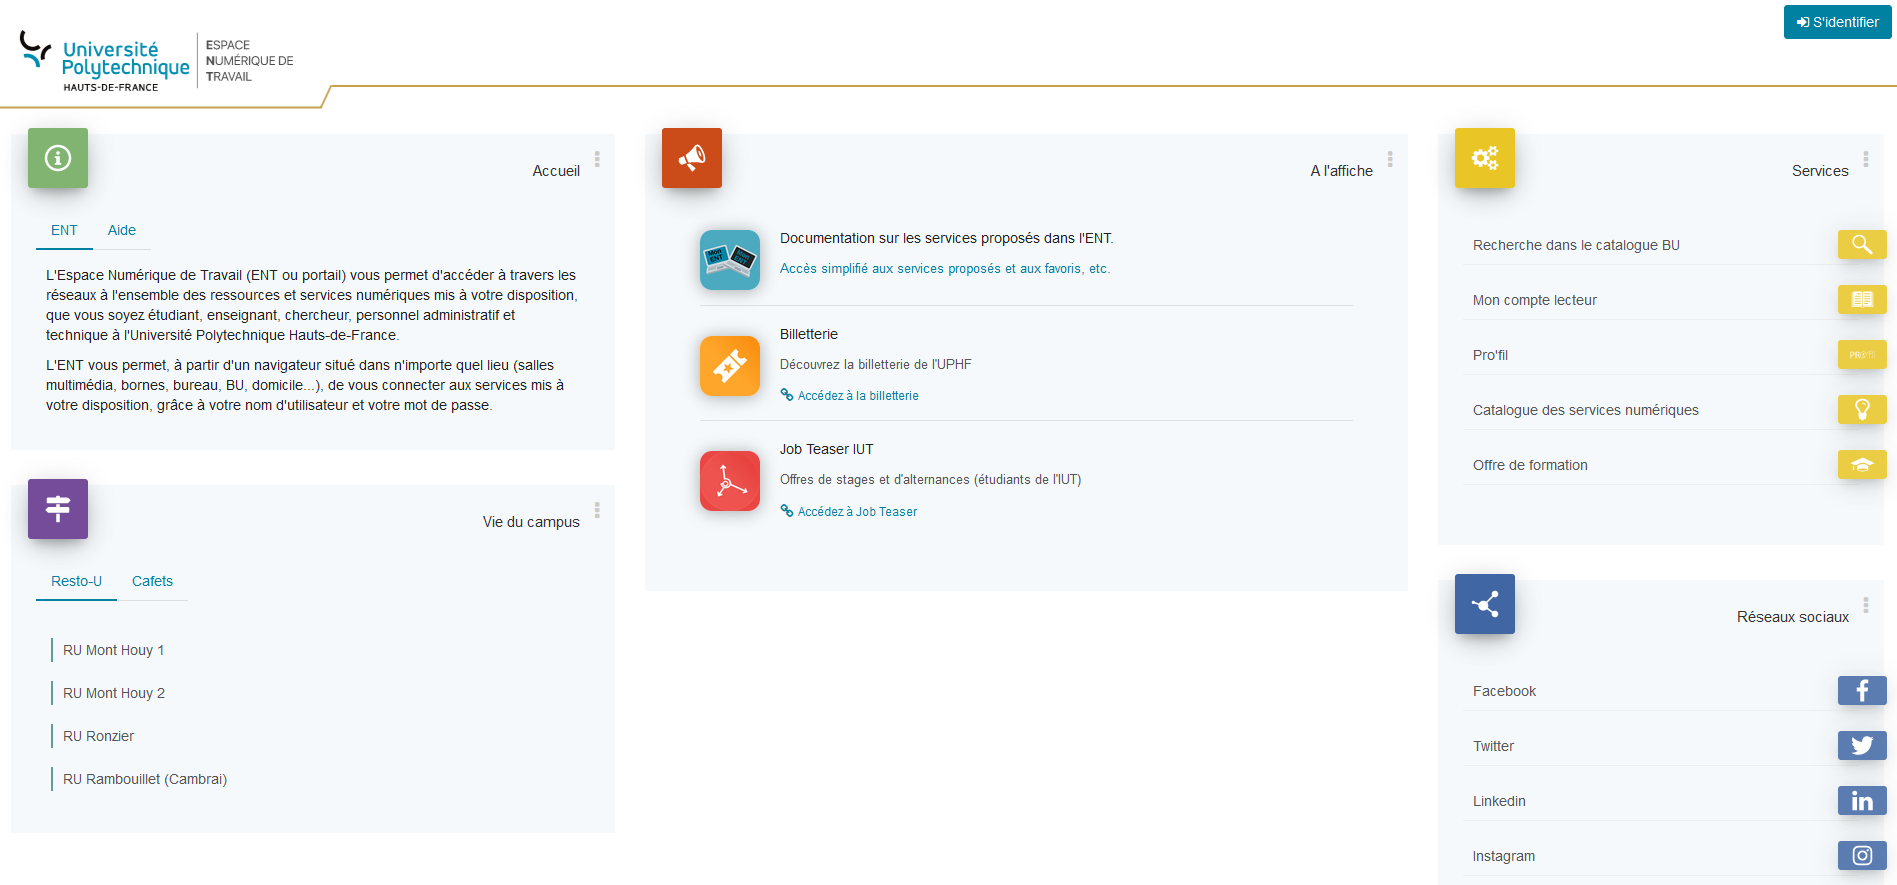 S'identifier
Université
Polytechnique
HAUTS-DE-FRANCE
ESPACE
NUMÉRIQUE DE
TRAVAIL
Accueil
ENT
Aide
L'Espace Numérique de Travail (ENT ou portail) vous permet d'accéder à travers les
réseaux à l'ensemble des ressources et services numériques mis à votre disposition,
que vous soyez étudiant, enseignant, chercheur, personnel administratif et
technique à l'Université Polytechnique Hauts-de-France.
L'ENT vous permet, à partir d'un navigateur situé dans n'importe quel lieu (salles
multimédia, bornes, bureau, BU, domicile...), de vous connecter aux services mis à
votre disposition, grâce à votre nom d'utilisateur et votre mot de passe.
Vie du campus
Resto-U
Cafets
RU Mont Houy 1
RU Mont Houy 2
RU Ronzier
RU Rambouillet (Cambrai)
A l'affiche
Mon
ENT
Mon
ENT
Documentation sur les services proposés dans l'ENT.
Accès simplifié aux services proposés et aux favoris, etc.
Billetterie
Découvrez la billetterie de l'UPHF
Accédez à la billetterie
Job Teaser IUT
Offres de stages et d'alternances (étudiants de l'IUT)
Accédez à Job Teaser
Services
Recherche dans le catalogue BU
Mon compte lecteur
Pro'fil
PRO'fil
Catalogue des services numériques
Offre de formation
Réseaux sociaux
Facebook
Twitter
Linkedin
in
Instagram